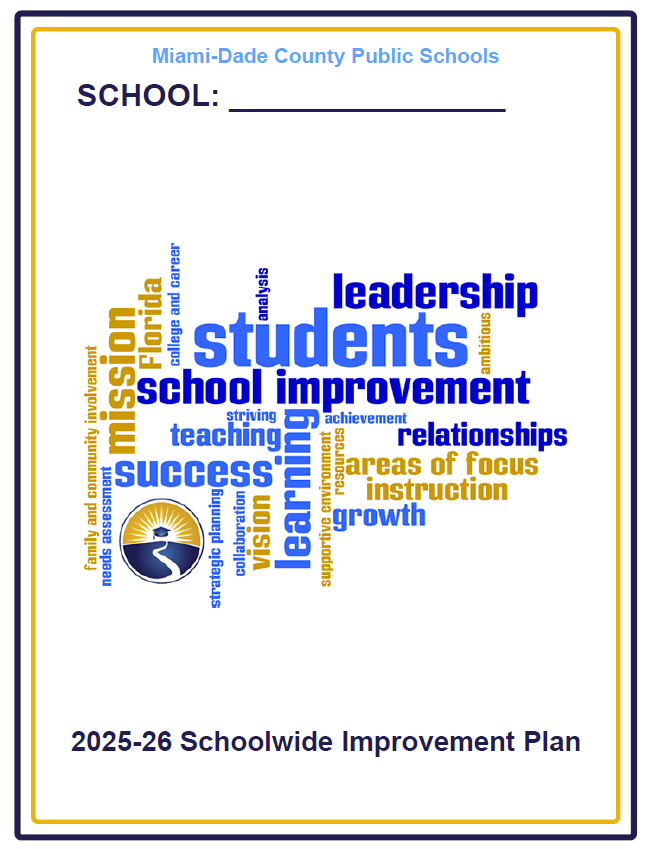 Miami-Dade County Public Schools
SCHOOL: ________________
college and career
analysis
leadership
Florida
mission
students
ambitious
family and community involvement
school improvement
striving
achievement
teaching
learning
relationships
success
supportive environment
resources
areas of focus
instruction
needs assessment
strategic planning
collaboration
vision
growth
2025-26 Schoolwide Improvement Plan